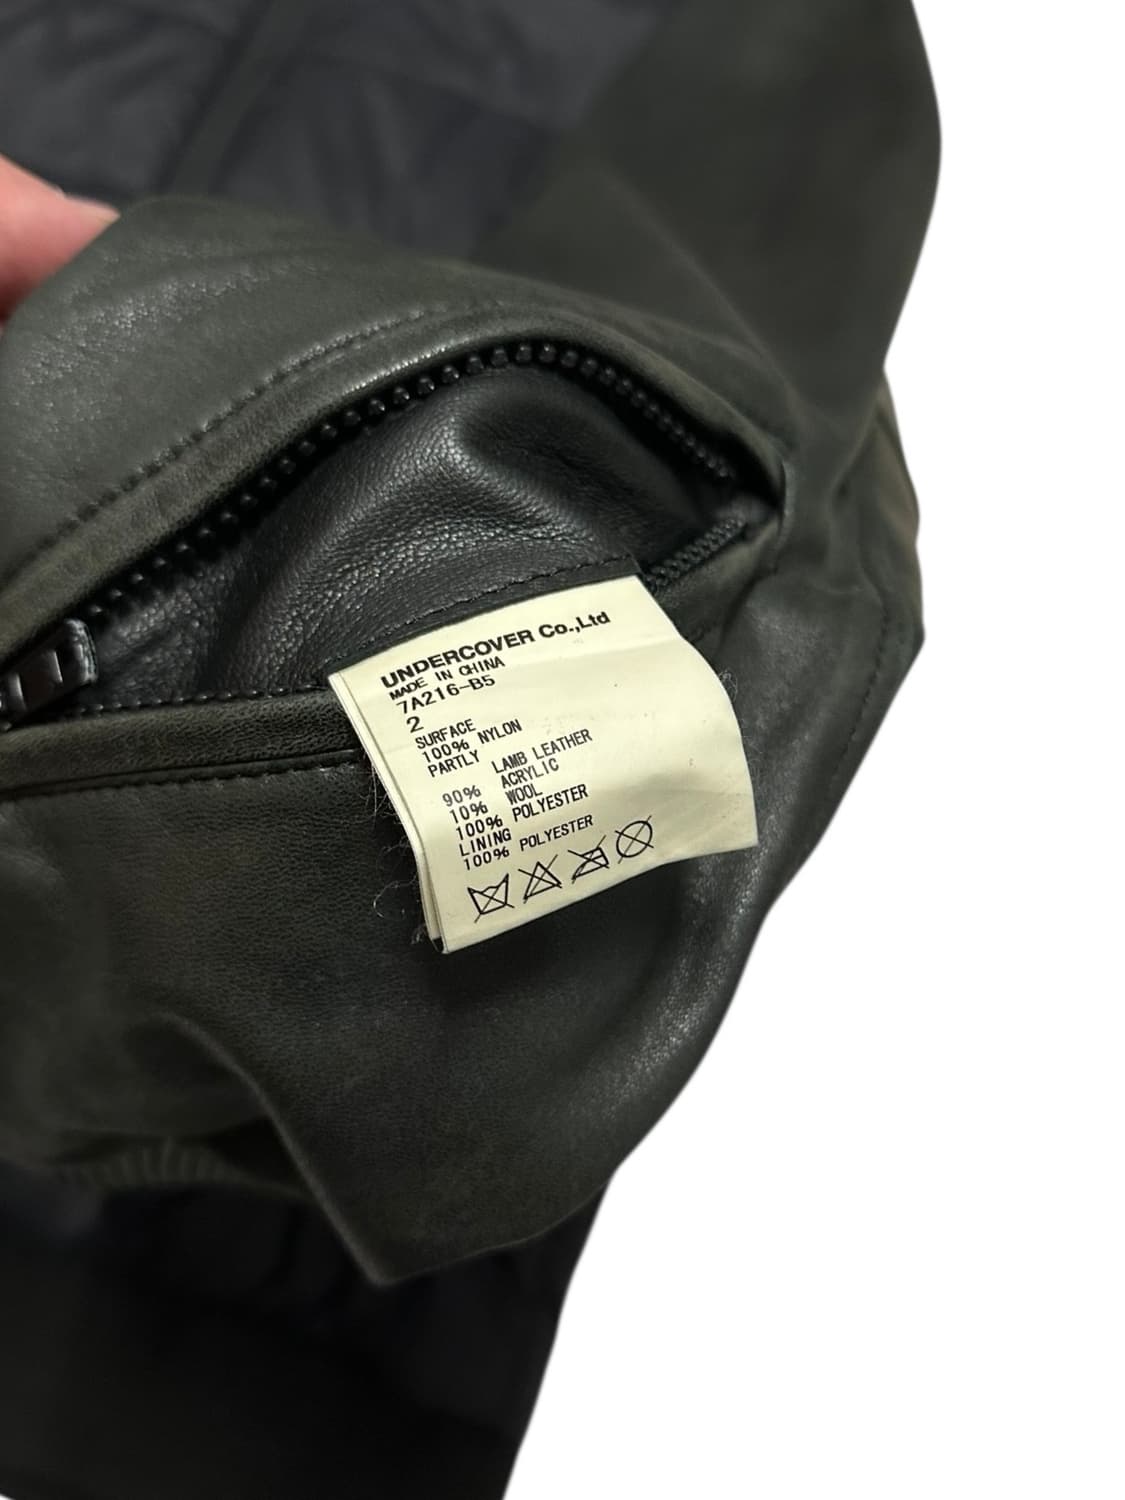 UNDERCOVER Co.,Ltd
MADE IN CHINA
7A216-B5
2
SURFACE
100% NYLON
PARTLY
LAMB LEATHER
90% ACRYLIC
10% WOOL
100% POLYESTER
LINING
100% POLYESTER